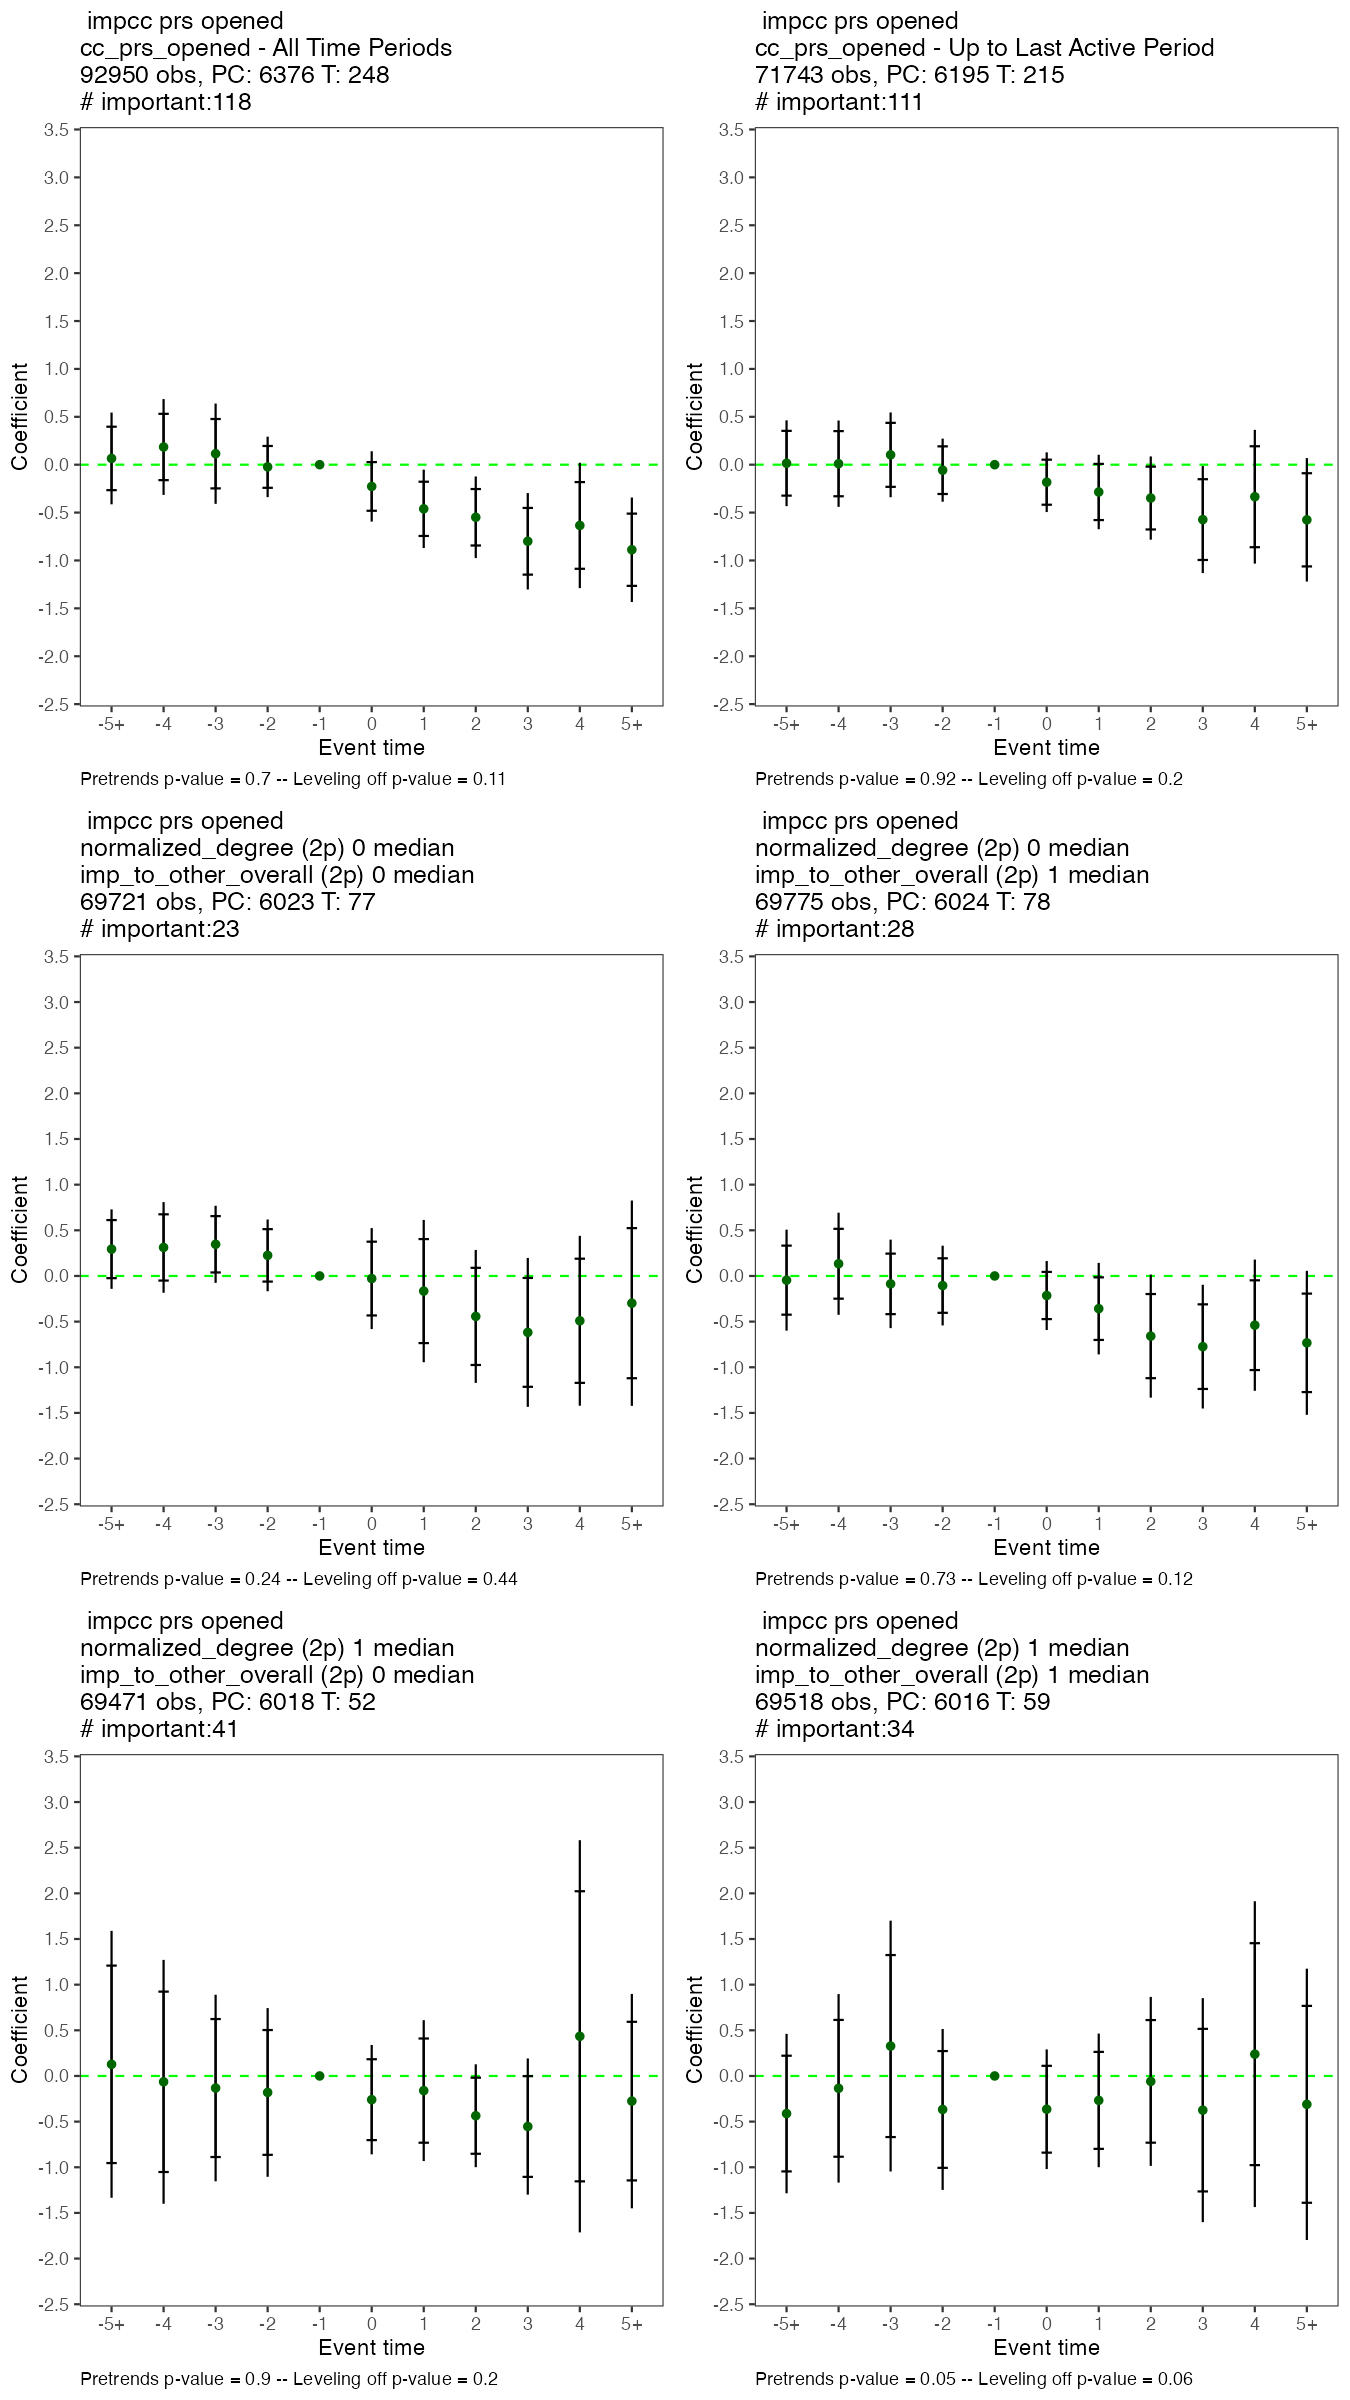 impcc prs opened
cc_prs_opened - All Time Periods
92950 obs, PC: 6376 T: 248
# important:118
3.5
3.0
2.5
2.0
1.5
1.0
0.5
0.0
-0.5
-1.0
-1.5
-2.0
-2.5
Coefficient
-5+ -4 -3 -2 -1 0 1 2 3 4 5+
Event time
Pretrends p-value = 0.7 -- Leveling off p-value = 0.11
impcc prs opened
cc_prs_opened - Up to Last Active Period
71743 obs, PC: 6195 T: 215
# important:111
3.5
3.0
2.5
2.0
1.5
1.0
0.5
0.0
-0.5
-1.0
-1.5
-2.0
-2.5
Coefficient
-5+ -4 -3 -2 -1 0 1 2 3 4 5+
Event time
Pretrends p-value = 0.92 -- Leveling off p-value = 0.2
impcc prs opened
normalized_degree (2p) 0 median
imp_to_other_overall (2p) 0 median
69721 obs, PC: 6023 T: 77
# important:23
3.5
3.0
2.5
2.0
1.5
1.0
0.5
0.0
-0.5
-1.0
-1.5
-2.0
-2.5
Coefficient
-5+ -4 -3 -2 -1 0 1 2 3 4 5+
Event time
Pretrends p-value = 0.24 -- Leveling off p-value = 0.44
impcc prs opened
normalized_degree (2p) 0 median
imp_to_other_overall (2p) 1 median
69775 obs, PC: 6024 T: 78
# important:28
3.5
3.0
2.5
2.0
1.5
1.0
0.5
0.0
-0.5
-1.0
-1.5
-2.0
-2.5
Coefficient
-5+ -4 -3 -2 -1 0 1 2 3 4 5+
Event time
Pretrends p-value = 0.73 -- Leveling off p-value = 0.12
impcc prs opened
normalized_degree (2p) 1 median
imp_to_other_overall (2p) 0 median
69471 obs, PC: 6018 T: 52
# important:41
3.5
3.0
2.5
2.0
1.5
1.0
0.5
0.0
-0.5
-1.0
-1.5
-2.0
-2.5
Coefficient
-5+ -4 -3 -2 -1 0 1 2 3 4 5+
Event time
Pretrends p-value = 0.9 -- Leveling off p-value = 0.2
impcc prs opened
normalized_degree (2p) 1 median
imp_to_other_overall (2p) 1 median
69518 obs, PC: 6016 T: 59
# important:34
3.5
3.0
2.5
2.0
1.5
1.0
0.5
0.0
-0.5
-1.0
-1.5
-2.0
-2.5
Coefficient
-5+ -4 -3 -2 -1 0 1 2 3 4 5+
Event time
Pretrends p-value = 0.05 -- Leveling off p-value = 0.06